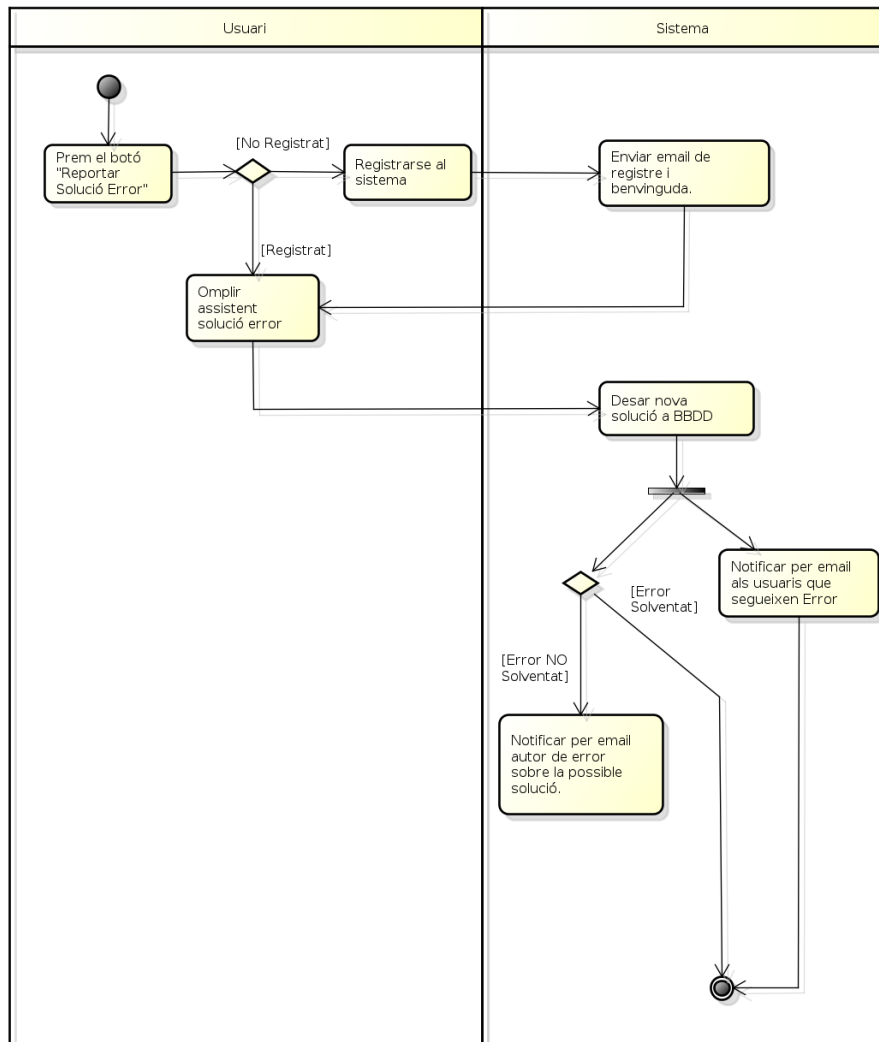 Usuari
Sistema
Prem el botó
"Reportar
Solució Error"
[No Registrat]
Registrarse al
sistema
Enviar email de
registre i
benvinguda.
[Registrat]
Omplir
assistent
solució error
Desar nova
solució a BBDD
Notificar per email
als usuaris que
segueixen Error
[Error
Solventat]
[Error NO
Solventat]
Notificar per email
autor de error
sobre la possible
solució.